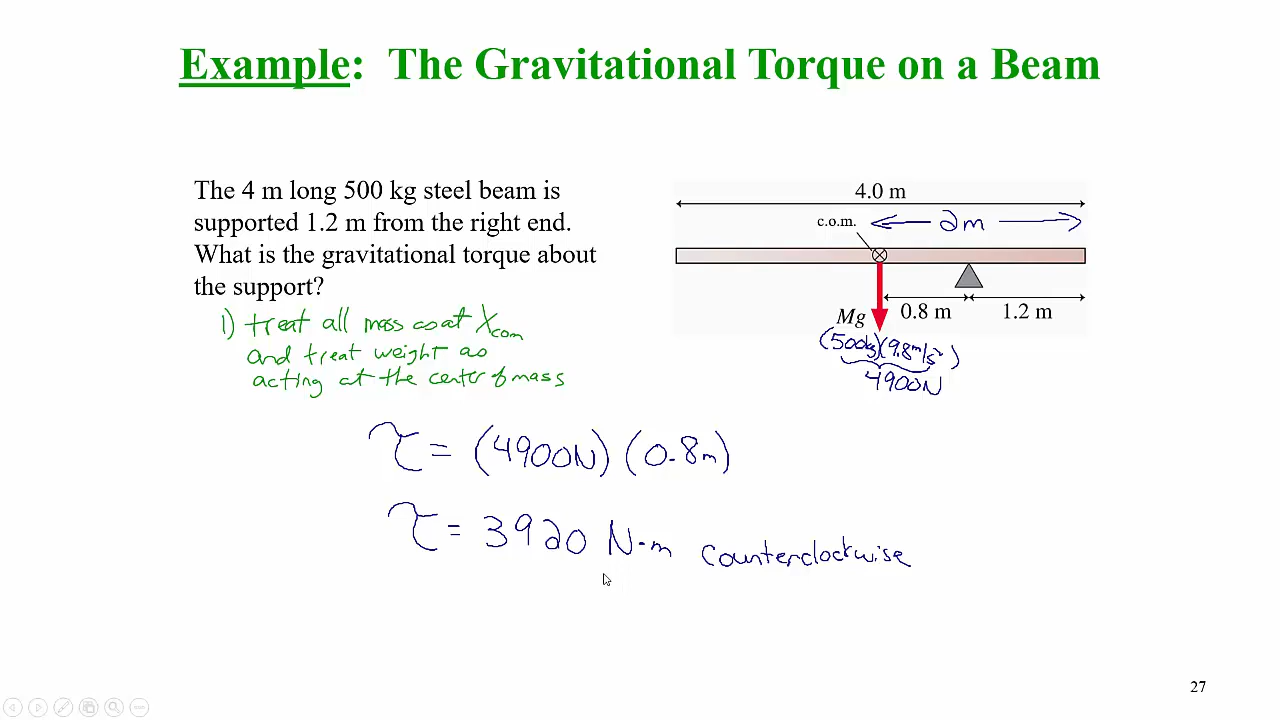 Example: The Gravitational Torque on a Beam
The 4 m long 500 kg steel beam is
supported 1.2 m from the right end.
What is the gravitational torque about
the support?
1) treat all mass as at Xcom
and treat weight as
acting at the center of mass
4.0 m
c.o.m.
2m
0.8 m
1.2 m
Mg
(500kg)(9.8m/s²)
4900N
τ = (4900N) (0.8m)
τ = 3920 N·m counterclockwise
27